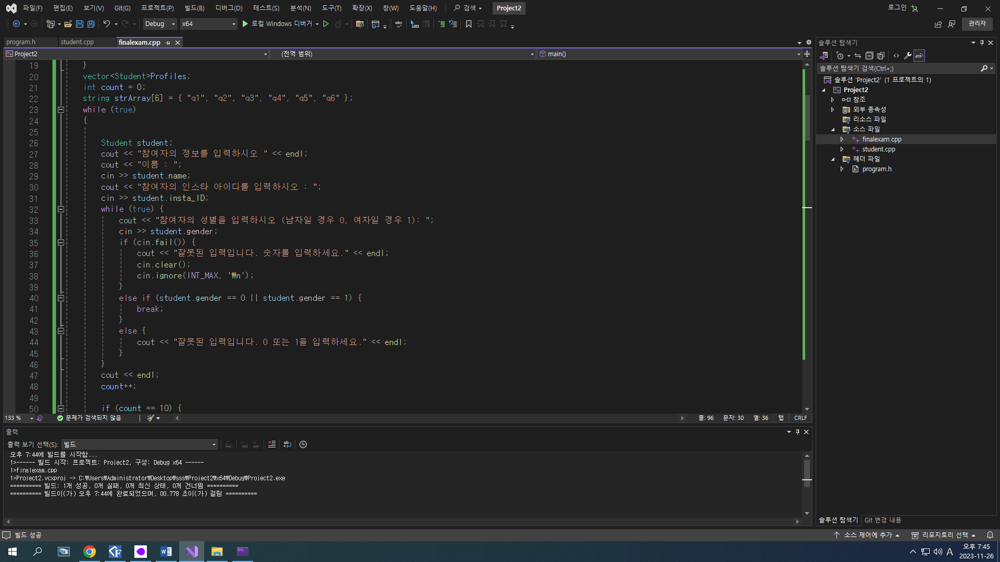 파일(F) 편집(E) 보기(V) Git(G) 프로젝트(P) 빌드(B) 디버그(D) 테스트(S) 분석(N) 도구(T) 확장(X) 창(W) 도움말(H) 검색 Project2 로그인
Debug x64 로컬 Windows 디버거 관리자
program.h student.cpp finalexam.cpp
Project2 (전역 범위) main()
19 }
20 vector<Student>Profiles;
21 int count = 0;
22 string strArray[6] = { "q1", "q2", "q3", "q4", "q5", "q6" };
23 while (true)
24 {
25
26 Student student;
27 cout << "참여자의 정보를 입력하시오 " << endl;
28 cout << "이름 : ";
29 cin >> student.name;
30 cout << "참여자의 인스타 아이디를 입력하시오 : ";
31 cin >> student.insta_ID;
32 while (true) {
33 cout << "참여자의 성별을 입력하시오 (남자일 경우 0, 여자일 경우 1): ";
34 cin >> student.gender;
35 if (cin.fail()) {
36 cout << "잘못된 입력입니다. 숫자를 입력하세요." << endl;
37 cin.clear();
38 cin.ignore(INT_MAX, '₩n');
39 }
40 else if (student.gender == 0 || student.gender == 1) {
41 break;
42 }
43 else {
44 cout << "잘못된 입력입니다. 0 또는 1을 입력하세요." << endl;
45 }
46 }
47 cout << endl;
48 count++;
49
50 if (count == 10) {
133 % 문제가 검색되지 않음 줄: 96 문자: 30 열: 36 탭 CRLF
출력
출력 보기 선택(S): 빌드
오후 7:44에 빌드를 시작함...
1>------ 빌드 시작: 프로젝트: Project2, 구성: Debug x64 ------
1>finalexam.cpp
1>Project2.vcxproj -> C:₩Users₩Administrator₩Desktop₩sss₩Project2₩x64₩Debug₩Project2.exe
========== 빌드: 1개 성공, 0개 실패, 0개 최신 상태, 0개 건너뜀 ==========
========== 빌드이(가) 오후 7:44에 완료되었으며, 00.778 초이(가) 걸림 ==========
솔루션 탐색기
솔루션 탐색기 검색(Ctrl+;)
솔루션 'Project2' (1 프로젝트의 1)
Project2
참조
외부 종속성
리소스 파일
소스 파일
finalexam.cpp
student.cpp
헤더 파일
program.h
솔루션 탐색기 Git 변경 내용
빌드 성공 소스 제어에 추가 리포지토리 선택
A 오후 7:45
2023-11-26